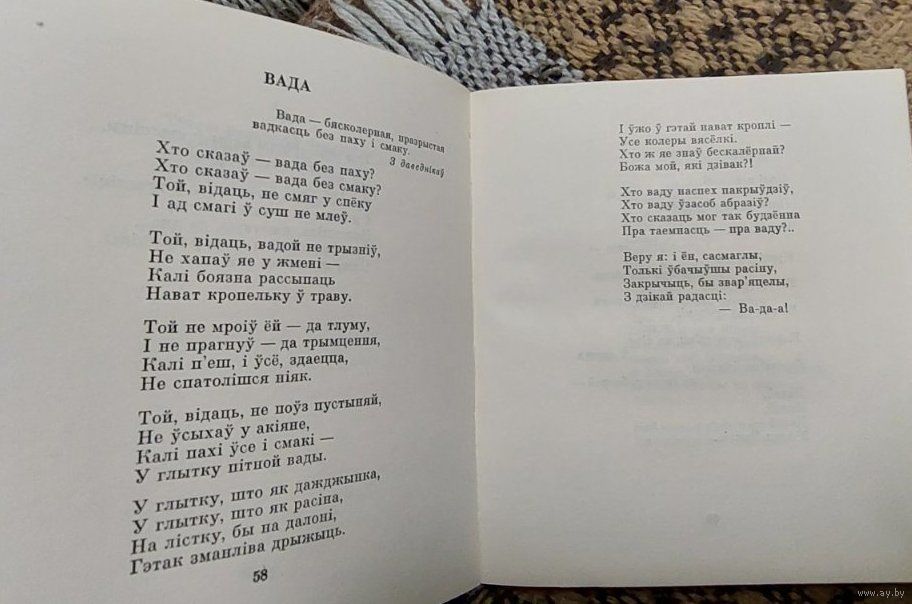 ВАДА
Вада — бясколерная, празрыстая
вадкасць без паху і смаку.
З даведнікаў
Хто сказаў — вада без паху?
Хто сказаў — вада без смаку?
Той, відаць, не смяг у спёку
І ад смагі ў суш не млеў.
Той, відаць, вадой не трызніў,
Не хапаў яе у жмені —
Калі боязна рассыпаць
Нават кропельку ў траву.
Той не мроіў ёй — да тлуму,
І не прагнуў — да трымцення,
Калі п'еш, і ўсё, здаецца,
Не спатолішся ніяк.
Той, відаць, не поўз пустыняй,
Не ўсыхаў у акіяне,
Калі пахі ўсе і смакі —
У глытку пітной вады.
У глытку, што як дажджынка,
У глытку, што як расіна,
На лістку, бы на далоні,
Гэтак зманліва дрыжыць.
58
І ўжо ў гэтай нават кроплі —
Усе колеры вясёлкі.
Хто ж яе знаў бескалёрнай?
Божа мой, які дзівак?!
Хто ваду наспех пакрыўдзіў,
Хто ваду ўзасоб абразіў?
Хто сказаць мог так будзённа
Пра таемнасць — пра ваду?..
Веру я: і ён, сасмаглы,
Толькі ўбачыўшы расіну,
Закрычыць, бы звар'яцелы,
З дзікай радасці:
— Ва-да-а!
www.ay.by